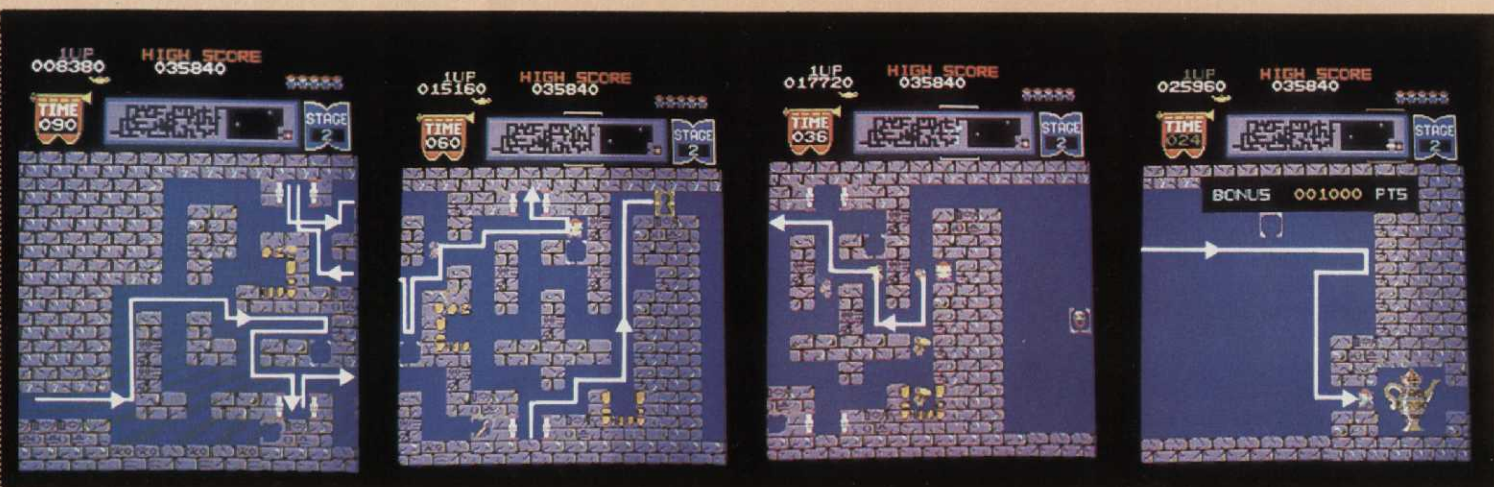 1UP HIGH SCORE
008380 035840
TIME
090
STAGE
2
1UP HIGH SCORE
015160 035840
TIME
060
STAGE
2
1UP HIGH SCORE
017720 035840
TIME
036
STAGE
2
1UP HIGH SCORE
025960 035840
TIME
024
STAGE
2
BONUS 001000 PTS